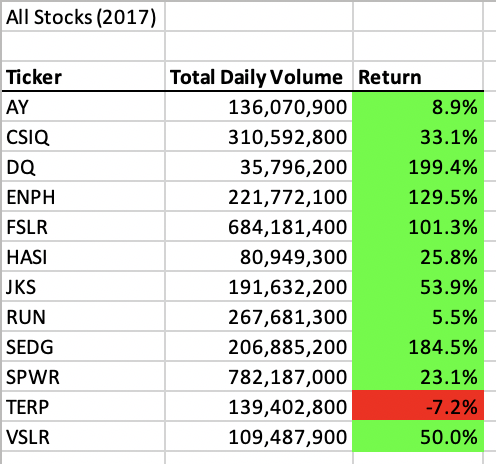 All Stocks (2017)
Ticker Total Daily Volume Return
AY 136,070,900 8.9%
CSIQ 310,592,800 33.1%
DQ 35,796,200 199.4%
ENPH 221,772,100 129.5%
FSLR 684,181,400 101.3%
HASI 80,949,300 25.8%
JKS 191,632,200 53.9%
RUN 267,681,300 5.5%
SEDG 206,885,200 184.5%
SPWR 782,187,000 23.1%
TERP 139,402,800 -7.2%
VSLR 109,487,900 50.0%